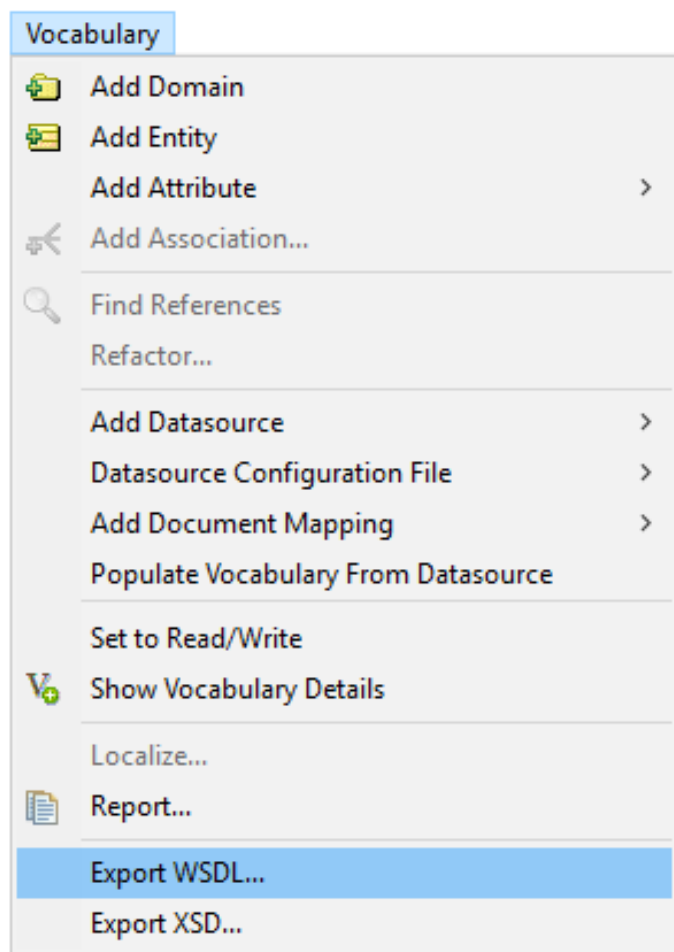 Vocabulary
Add Domain
Add Entity
Add Attribute
Add Association...
Find References
Refactor...
Add Datasource
Datasource Configuration File
Add Document Mapping
Populate Vocabulary From Datasource
Set to Read/Write
Show Vocabulary Details
Localize...
Report...
Export WSDL...
Export XSD...